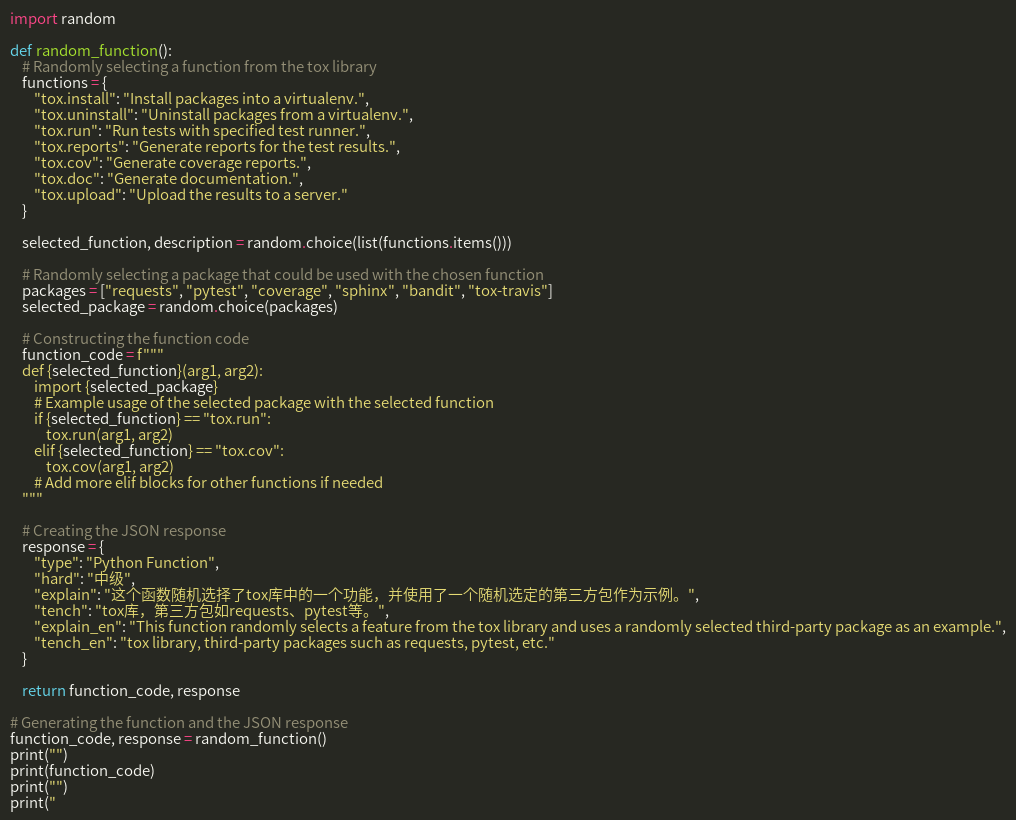 import random

def random_function():
    # Randomly selecting a function from the tox library
    functions = {
        "tox.install": "Install packages into a virtualenv.",
        "tox.uninstall": "Uninstall packages from a virtualenv.",
        "tox.run": "Run tests with specified test runner.",
        "tox.reports": "Generate reports for the test results.",
        "tox.cov": "Generate coverage reports.",
        "tox.doc": "Generate documentation.",
        "tox.upload": "Upload the results to a server."
    }

    selected_function, description = random.choice(list(functions.items()))

    # Randomly selecting a package that could be used with the chosen function
    packages = ["requests", "pytest", "coverage", "sphinx", "bandit", "tox-travis"]
    selected_package = random.choice(packages)

    # Constructing the function code
    function_code = f"""
    def {selected_function}(arg1, arg2):
        import {selected_package}
        # Example usage of the selected package with the selected function
        if {selected_function} == "tox.run":
            tox.run(arg1, arg2)
        elif {selected_function} == "tox.cov":
            tox.cov(arg1, arg2)
        # Add more elif blocks for other functions if needed
    """

    # Creating the JSON response
    response = {
        "type": "Python Function",
        "hard": "中级",
        "explain": "这个函数随机选择了tox库中的一个功能，并使用了一个随机选定的第三方包作为示例。",
        "tench": "tox库，第三方包如requests、pytest等。",
        "explain_en": "This function randomly selects a feature from the tox library and uses a randomly selected third-party package as an example.",
        "tench_en": "tox library, third-party packages such as requests, pytest, etc."
    }

    return function_code, response

# Generating the function and the JSON response
function_code, response = random_function()
print("")
print(function_code)
print("")
print("